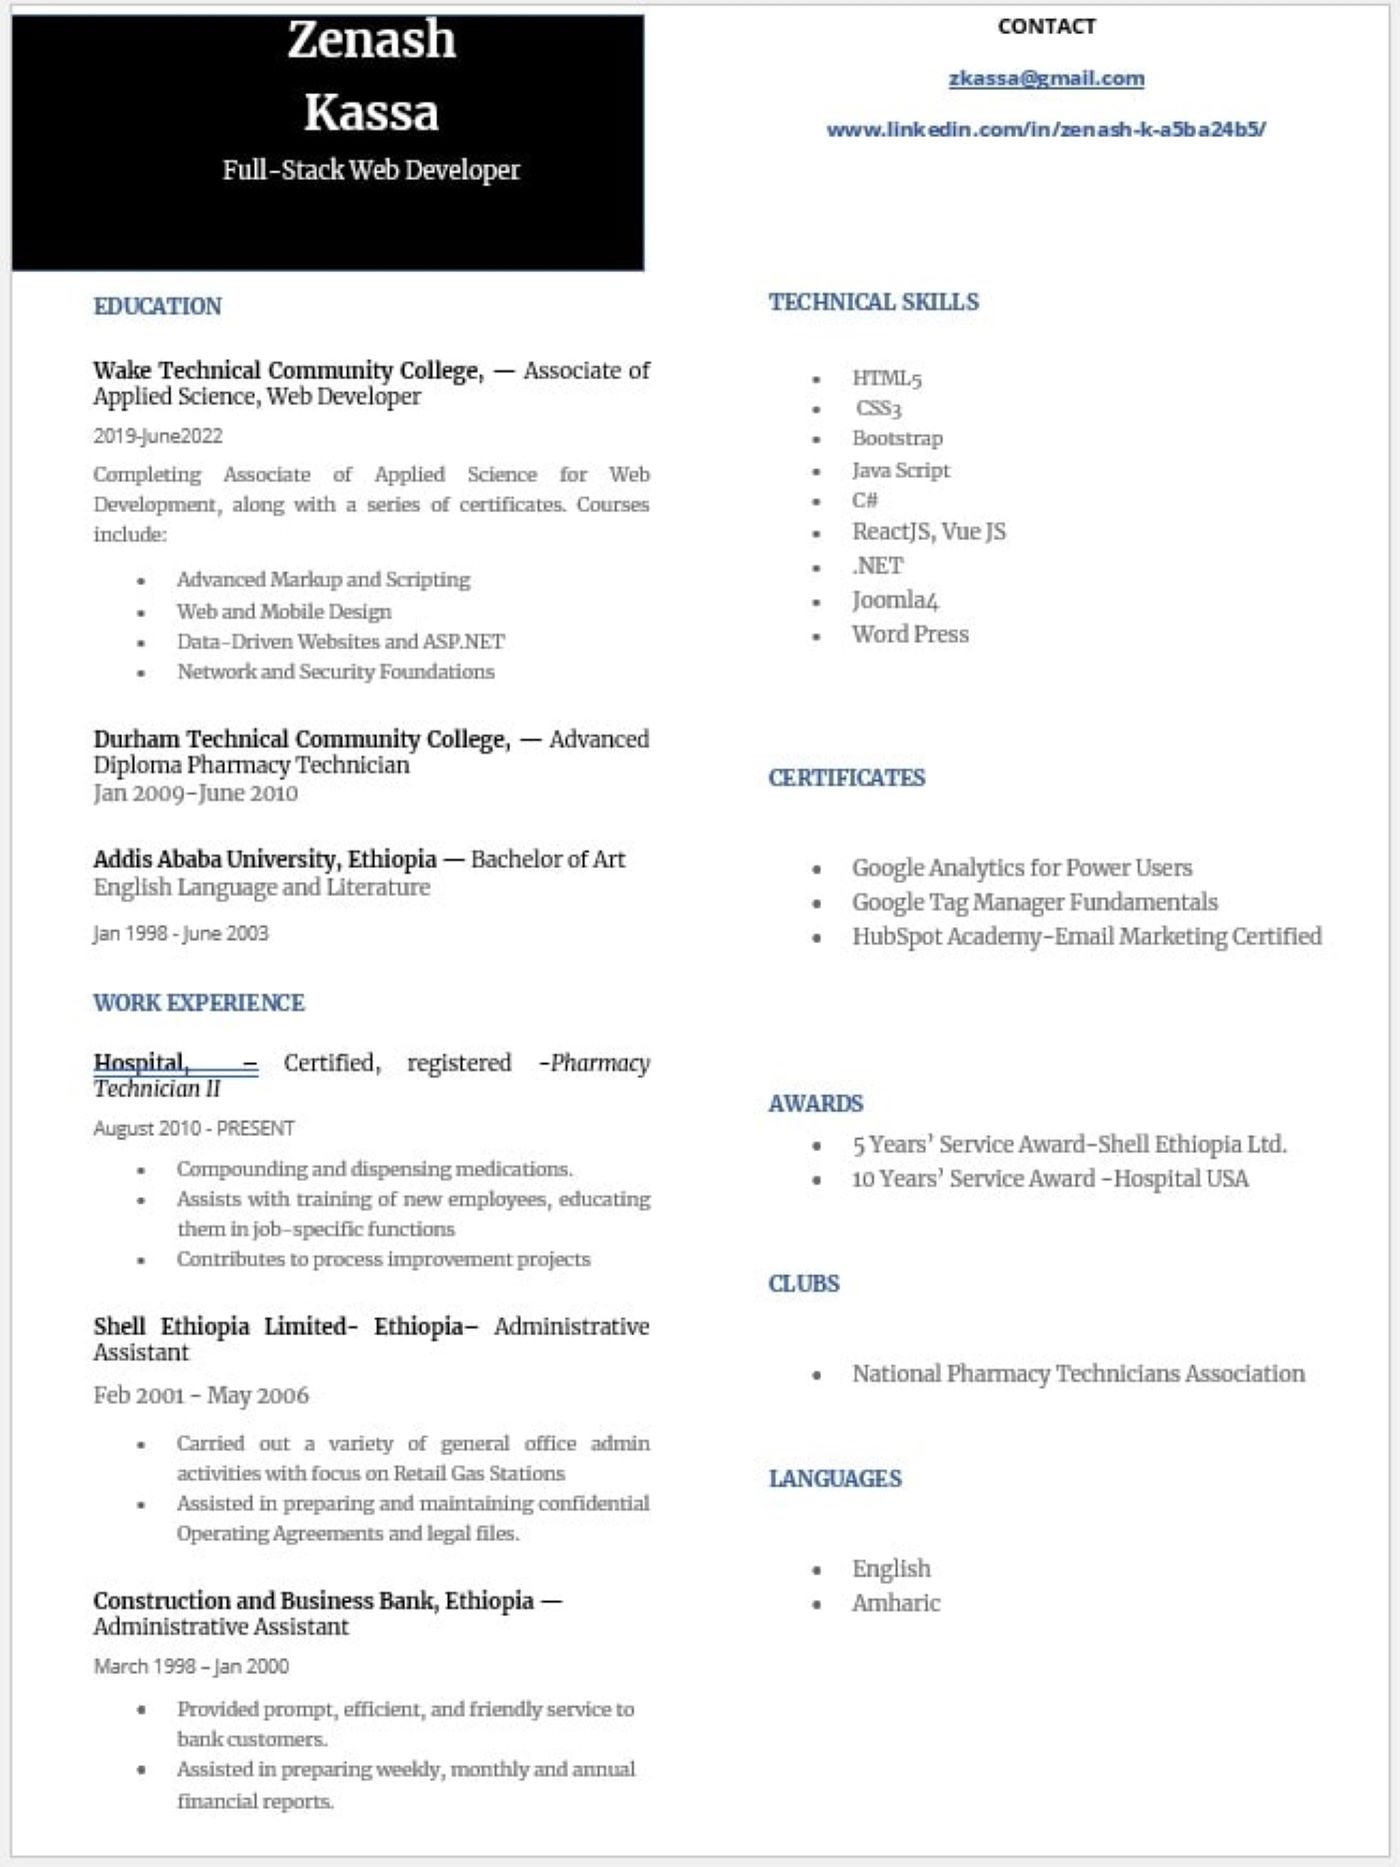 Zenash
Kassa
Full-Stack Web Developer
CONTACT
zkassa@gmail.com
www.linkedin.com/in/zenash-k-a5ba24b5/
EDUCATION
Wake Technical Community College, — Associate of
Applied Science, Web Developer
2019-June2022
Completing Associate of Applied Science for Web
Development, along with a series of certificates. Courses
include:
• Advanced Markup and Scripting
• Web and Mobile Design
• Data-Driven Websites and ASP.NET
• Network and Security Foundations
Durham Technical Community College, — Advanced
Diploma Pharmacy Technician
Jan 2009-June 2010
Addis Ababa University, Ethiopia — Bachelor of Art
English Language and Literature
Jan 1998 - June 2003
WORK EXPERIENCE
Hospital, – Certified, registered -Pharmacy
Technician II
August 2010 - PRESENT
• Compounding and dispensing medications.
• Assists with training of new employees, educating
them in job-specific functions
• Contributes to process improvement projects
Shell Ethiopia Limited- Ethiopia– Administrative
Assistant
Feb 2001 - May 2006
• Carried out a variety of general office admin
activities with focus on Retail Gas Stations
• Assisted in preparing and maintaining confidential
Operating Agreements and legal files.
Construction and Business Bank, Ethiopia —
Administrative Assistant
March 1998 – Jan 2000
• Provided prompt, efficient, and friendly service to
bank customers.
• Assisted in preparing weekly, monthly and annual
financial reports.
TECHNICAL SKILLS
• HTML5
• CSS3
• Bootstrap
• Java Script
• C#
• ReactJS, Vue JS
• .NET
• Joomla4
• Word Press
CERTIFICATES
• Google Analytics for Power Users
• Google Tag Manager Fundamentals
• HubSpot Academy-Email Marketing Certified
AWARDS
• 5 Years’ Service Award-Shell Ethiopia Ltd.
• 10 Years’ Service Award -Hospital USA
CLUBS
• National Pharmacy Technicians Association
LANGUAGES
• English
• Amharic